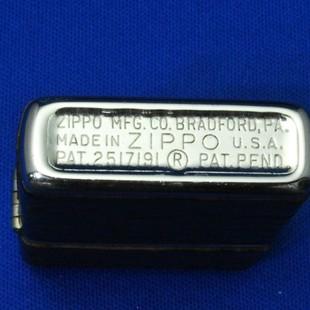 ZIPPO MFG. CO. BRADFORD, PA.
MADE IN ZIPPO U.S.A.
PAT. 2517191 ® PAT. PEND.